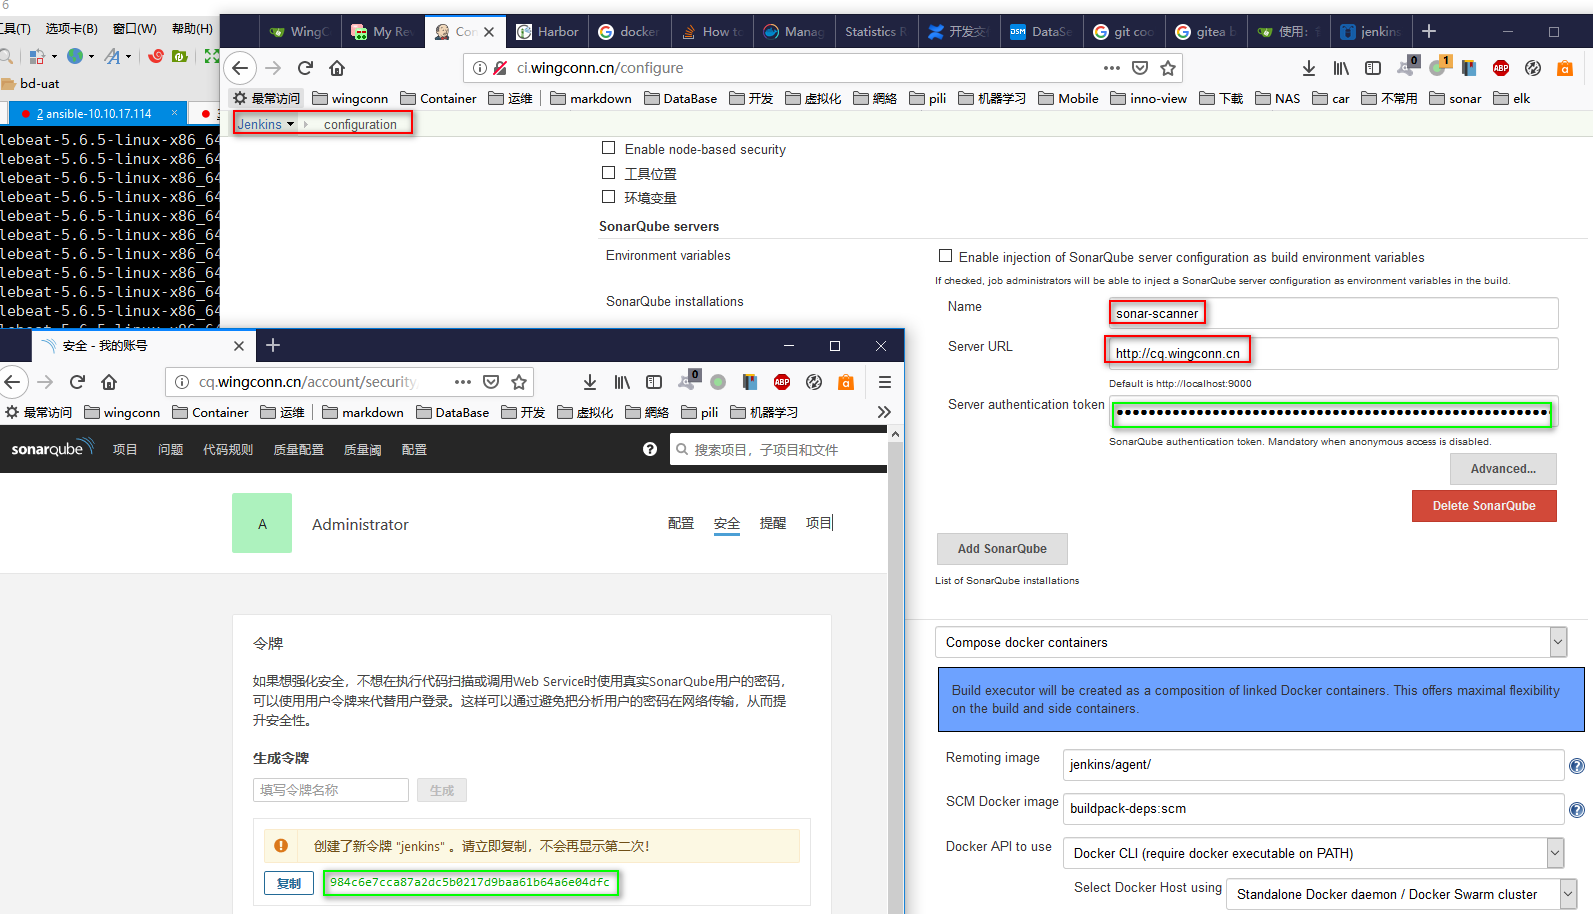 6
工具(T) 选项卡(B) 窗口(W) 帮助(H)
bd-uat
2 ansible-10.10.17.114
lebeat-5.6.5-linux-x86_64
lebeat-5.6.5-linux-x86_64
lebeat-5.6.5-linux-x86_64
lebeat-5.6.5-linux-x86_64
lebeat-5.6.5-linux-x86_64
lebeat-5.6.5-linux-x86_64
lebeat-5.6.5-linux-x86_64
lebeat-5.6.5-linux-x86_64
lebeat-5.6.5-linux-x86_64
lebeat-5.6.5-linux-x86_64
WingC My Re Con Harbor docker How to Manag Statistics R 开发交 DataSe git coo gitea b 使用: jenkins
ci.wingconn.cn/configure
0 1 ABP
最常访问 wingconn Container 运维 markdown DataBase 开发 虚拟化 網絡 pili 机器学习 Mobile inno-view 下載 NAS car 不常用 sonar elk
Jenkins configuration
Enable node-based security
工具位置
环境变量
SonarQube servers
Environment variables
Enable injection of SonarQube server configuration as build environment variables
If checked, job administrators will be able to inject a SonarQube server configuration as environment variables in the build.
SonarQube installations
Name sonar-scanner
Server URL http://cq.wingconn.cn
Default is http://localhost:9000
Server authentication token
SonarQube authentication token. Mandatory when anonymous access is disabled.
Advanced...
Delete SonarQube
Add SonarQube
List of SonarQube installations
Compose docker containers
Build executor will be created as a composition of linked Docker containers. This offers maximal flexibility
on the build and side containers.
Remoting image jenkins/agent/
SCM Docker image buildpack-deps:scm
Docker API to use Docker CLI (require docker executable on PATH)
Select Docker Host using Standalone Docker daemon / Docker Swarm cluster
安全 - 我的账号
cq.wingconn.cn/account/security
0 ABP
最常访问 wingconn Container 运维 markdown DataBase 开发 虚拟化 網絡 pili 机器学习
sonarqube 项目 问题 代码规则 质量配置 质量阈 配置 搜索项目，子项目和文件
A Administrator 配置 安全 提醒 项目
令牌
如果想强化安全，不想在执行代码扫描或调用Web Service时使用真实SonarQube用户的密码，
可以使用用户令牌来代替用户登录。这样可以通过避免把分析用户的密码在网络传输，从而提
升安全性。
生成令牌
填写令牌名称 生成
创建了新令牌 "jenkins" 。请立即复制，不会再显示第二次！
复制 984c6e7cca87a2dc5b0217d9baa61b64a6e04dfc